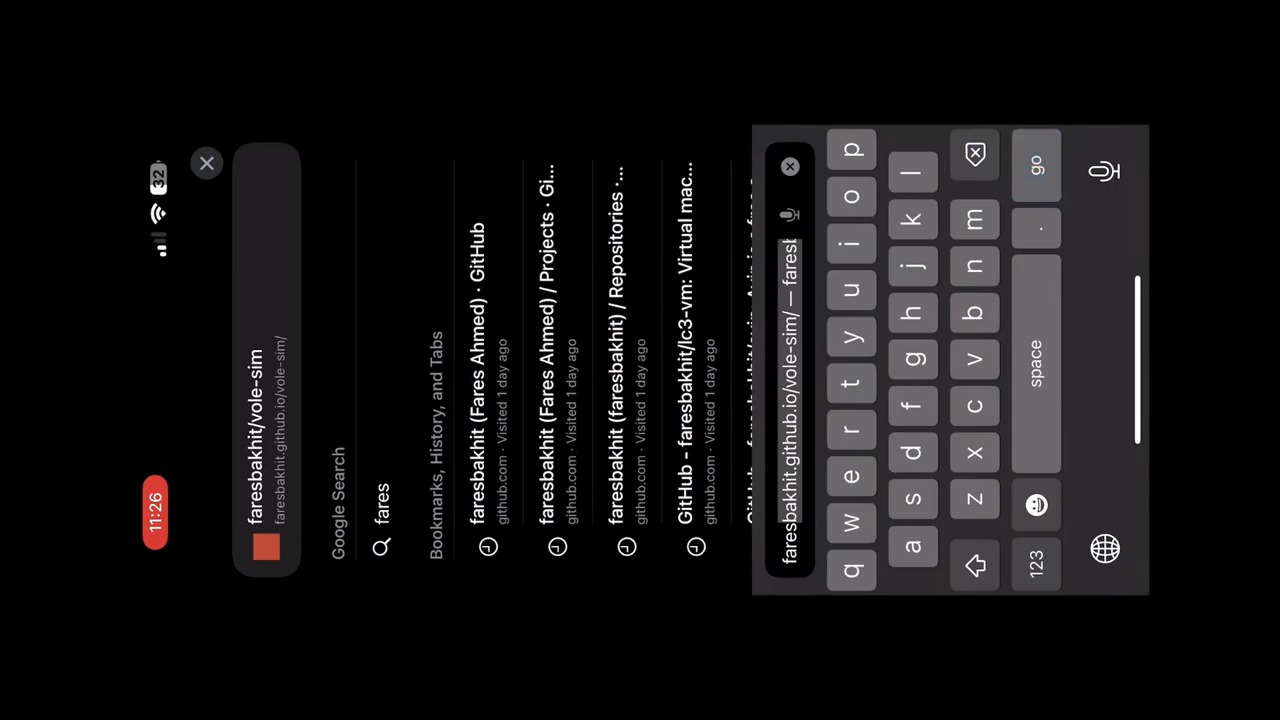 11:26
32
faresbakhit/vole-sim
faresbakhit.github.io/vole-sim/
Google Search
fares
Bookmarks, History, and Tabs
faresbakhit (Fares Ahmed) · GitHub
github.com · Visited 1 day ago
faresbakhit (Fares Ahmed) / Projects · Gi...
github.com · Visited 1 day ago
faresbakhit (faresbakhit) / Repositories ·...
github.com · Visited 1 day ago
GitHub - faresbakhit/lc3-vm: Virtual mac...
github.com · Visited 1 day ago
faresbakhit.github.io/vole-sim/ — faresb
q w e r t y u i o p
a s d f g h j k l
z x c v b n m
123 space . go